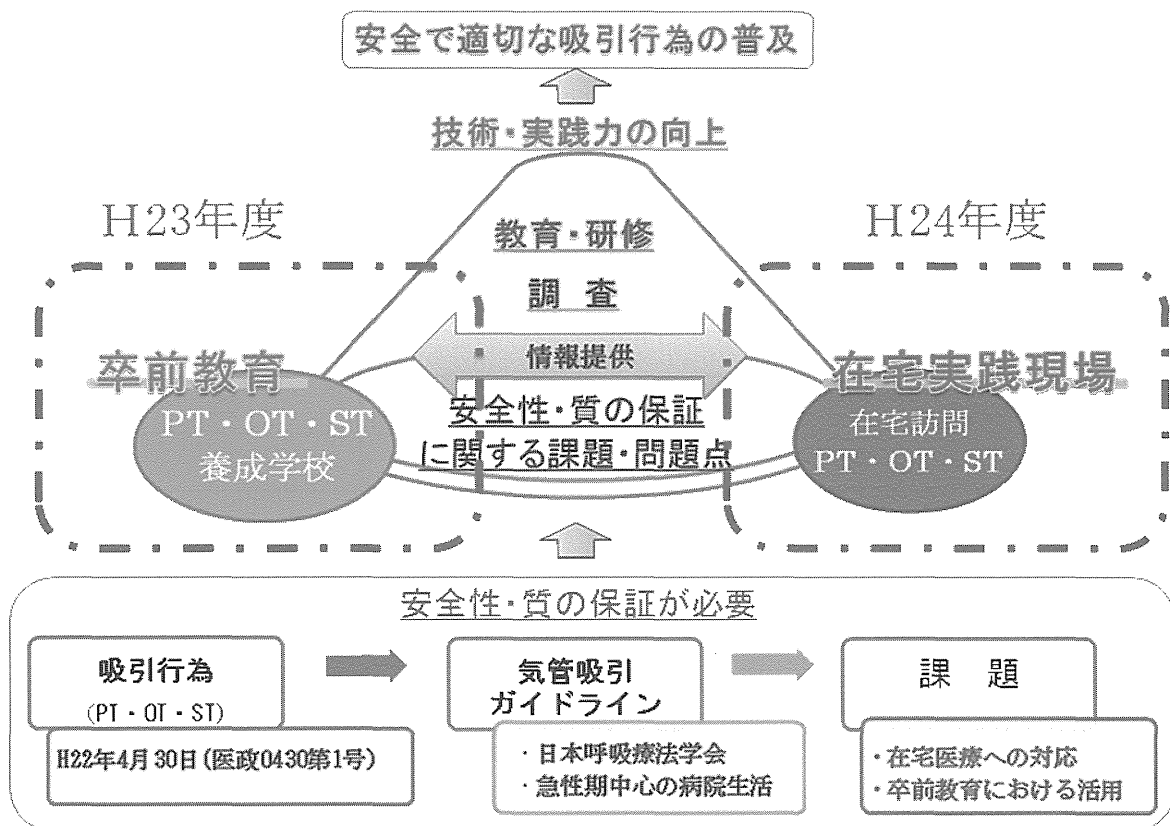 安全で適切な吸引行為の普及
技術・実践力の向上
H23年度
H24年度
教育・研修
調 査
情報提供
卒前教育
PT・OT・ST
養成学校
安全性・質の保証
に関する課題・問題点
在宅実践現場
在宅訪問
PT・OT・ST
安全性・質の保証が必要
吸引行為
(PT・OT・ST)
H22年4月30日(医政0430第1号)
気管吸引
ガイドライン
・日本呼吸療法学会
・急性期中心の病院生活
課 題
・在宅医療への対応
・卒前教育における活用